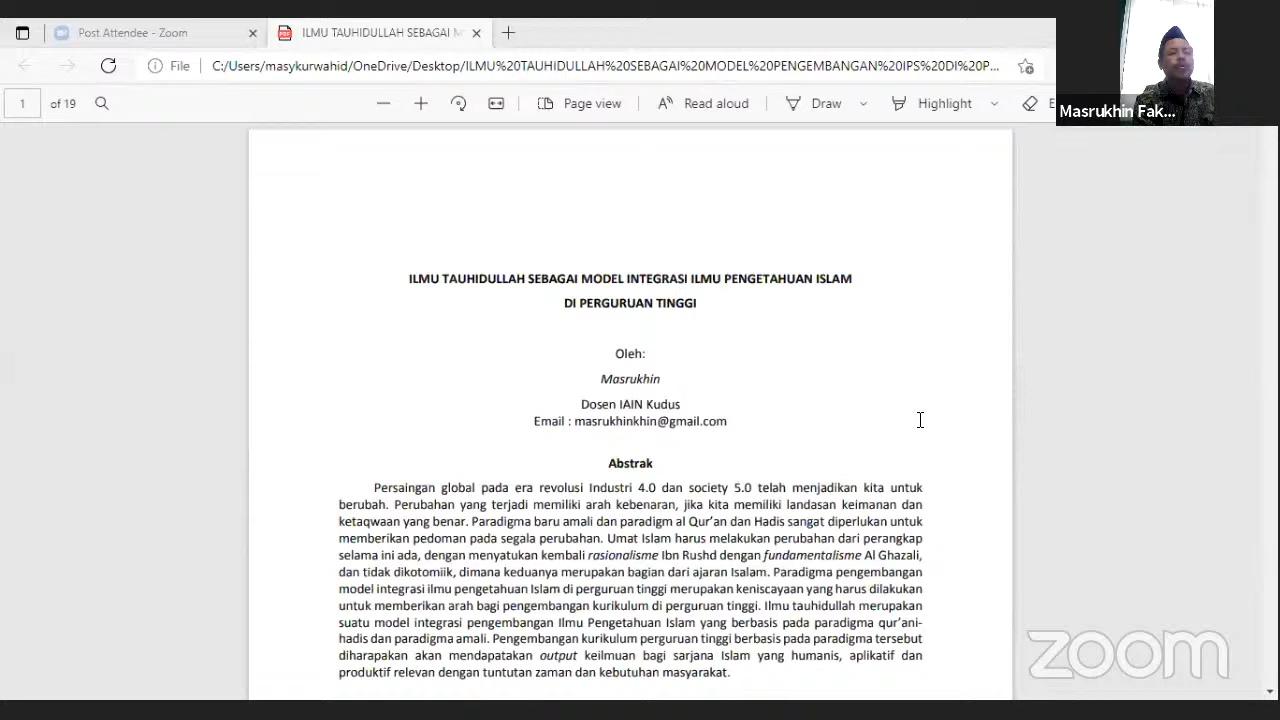 Post Attendee - Zoom
ILMU TAUHIDULLAH SEBAGAI M
File
C:/Users/masykurwahid/OneDrive/Desktop/ILMU%20TAUHIDULLAH%20SEBAGAI%20MODEL%20PENGEMBANGAN%20IPS%20DI%20P...
1 of 19
Page view
Read aloud
Draw
Highlight
E
Masrukhin Fak...
ILMU TAUHIDULLAH SEBAGAI MODEL INTEGRASI ILMU PENGETAHUAN ISLAM
DI PERGURUAN TINGGI
Oleh:
Masrukhin
Dosen IAIN Kudus
Email : masrukhinkhin@gmail.com
Abstrak
Persaingan global pada era revolusi Industri 4.0 dan society 5.0 telah menjadikan kita untuk
berubah. Perubahan yang terjadi memiliki arah kebenaran, jika kita memiliki landasan keimanan dan
ketaqwaan yang benar. Paradigma baru amali dan paradigm al Qur’an dan Hadis sangat diperlukan untuk
memberikan pedoman pada segala perubahan. Umat Islam harus melakukan perubahan dari perangkap
selama ini ada, dengan menyatukan kembali rasionalisme Ibn Rushd dengan fundamentalisme Al Ghazali,
dan tidak dikotomiik, dimana keduanya merupakan bagian dari ajaran Isalam. Paradigma pengembangan
model integrasi ilmu pengetahuan Islam di perguruan tinggi merupakan keniscayaan yang harus dilakukan
untuk memberikan arah bagi pengembangan kurikulum di perguruan tinggi. Ilmu tauhidullah merupakan
suatu model integrasi pengembangan Ilmu Pengetahuan Islam yang berbasis pada paradigma qur’ani-
hadis dan paradigma amali. Pengembangan kurikulum perguruan tinggi berbasis pada paradigma tersebut
diharapakan akan mendapatakan output keilmuan bagi sarjana Islam yang humanis, aplikatif dan
produktif relevan dengan tuntutan zaman dan kebutuhan masyarakat.
zoom